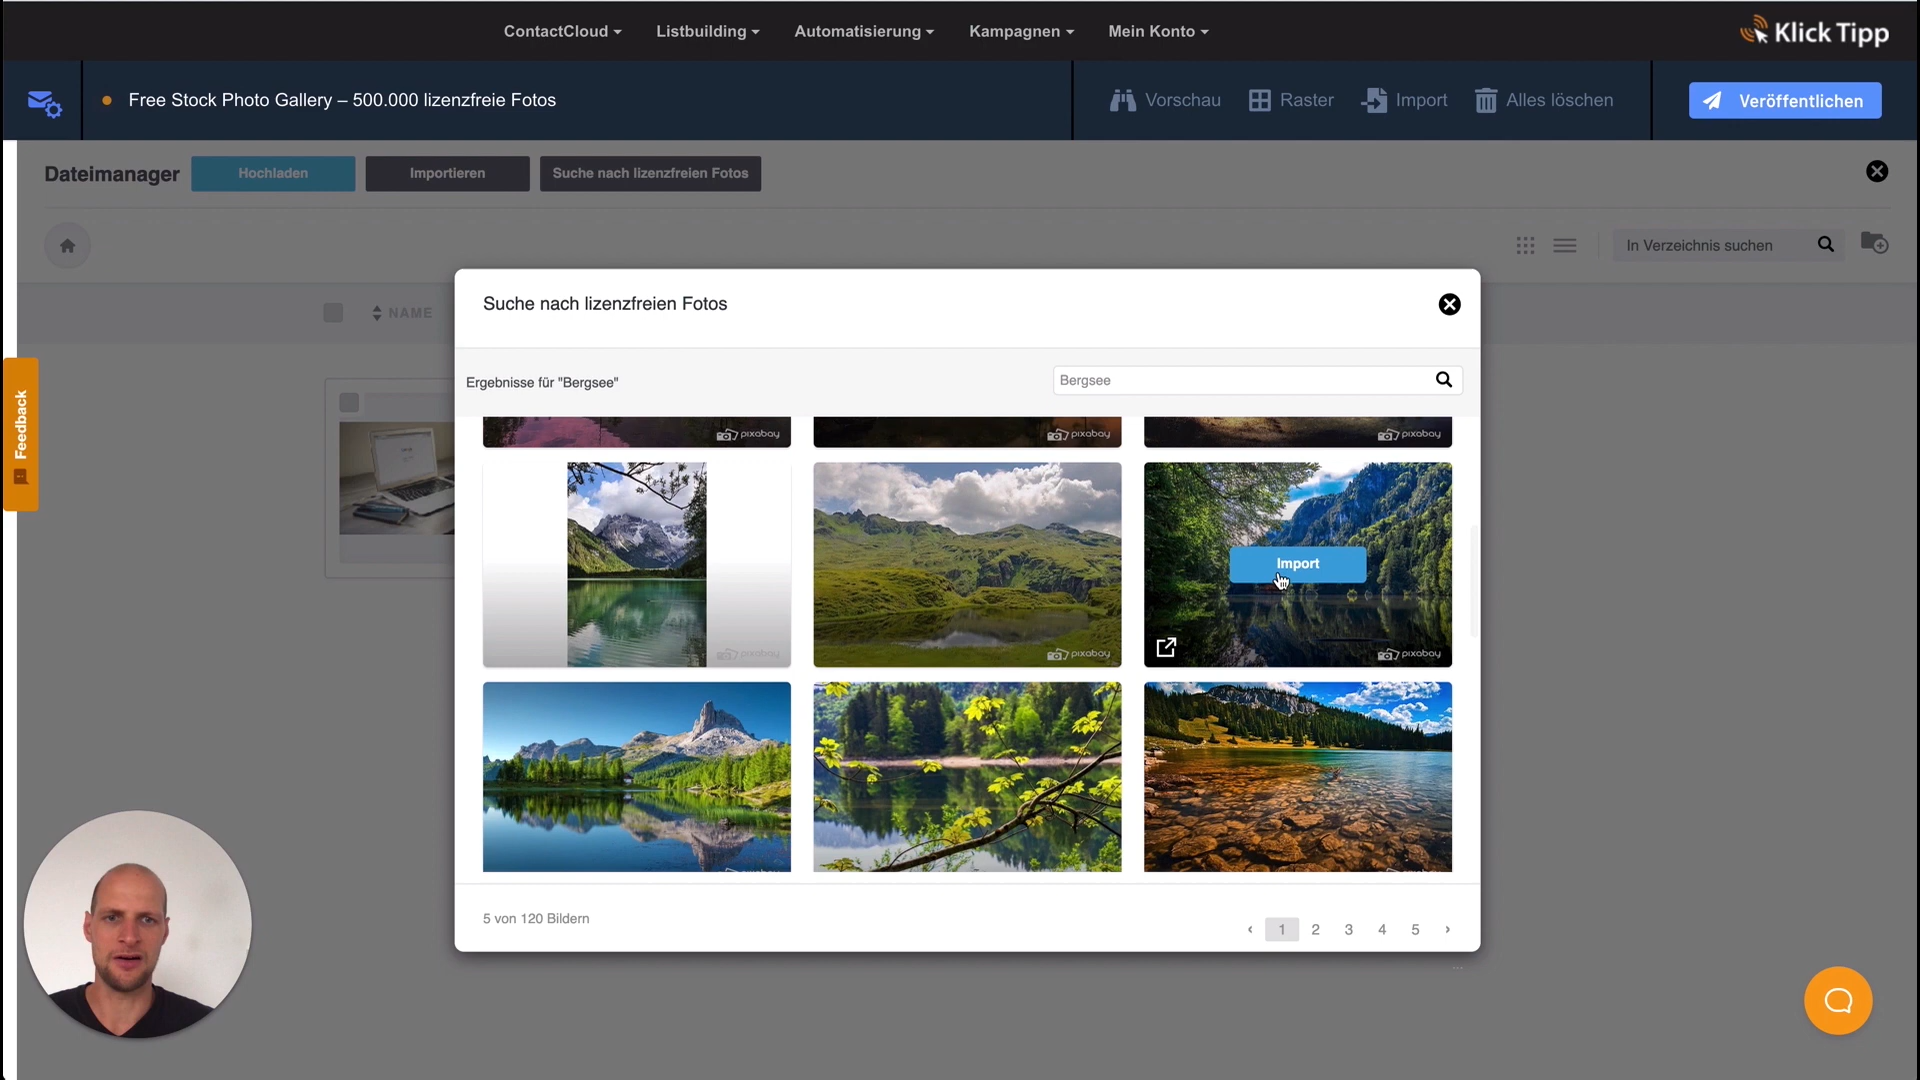 ContactCloud
Listbuilding
Automatisierung
Kampagnen
Mein Konto
Klick Tipp
Free Stock Photo Gallery – 500.000 lizenzfreie Fotos
Vorschau
Raster
Import
Alles löschen
Veröffentlichen
Dateimanager
Hochladen
Importieren
Suche nach lizenzfreien Fotos
In Verzeichnis suchen
NAME
Feedback
Suche nach lizenzfreien Fotos
Ergebnisse für "Bergsee"
Bergsee
pixabay
pixabay
pixabay
Import
pixabay
pixabay
pixabay
pixabay
pixabay
5 von 120 Bildern
‹ 1 2 3 4 5 ›